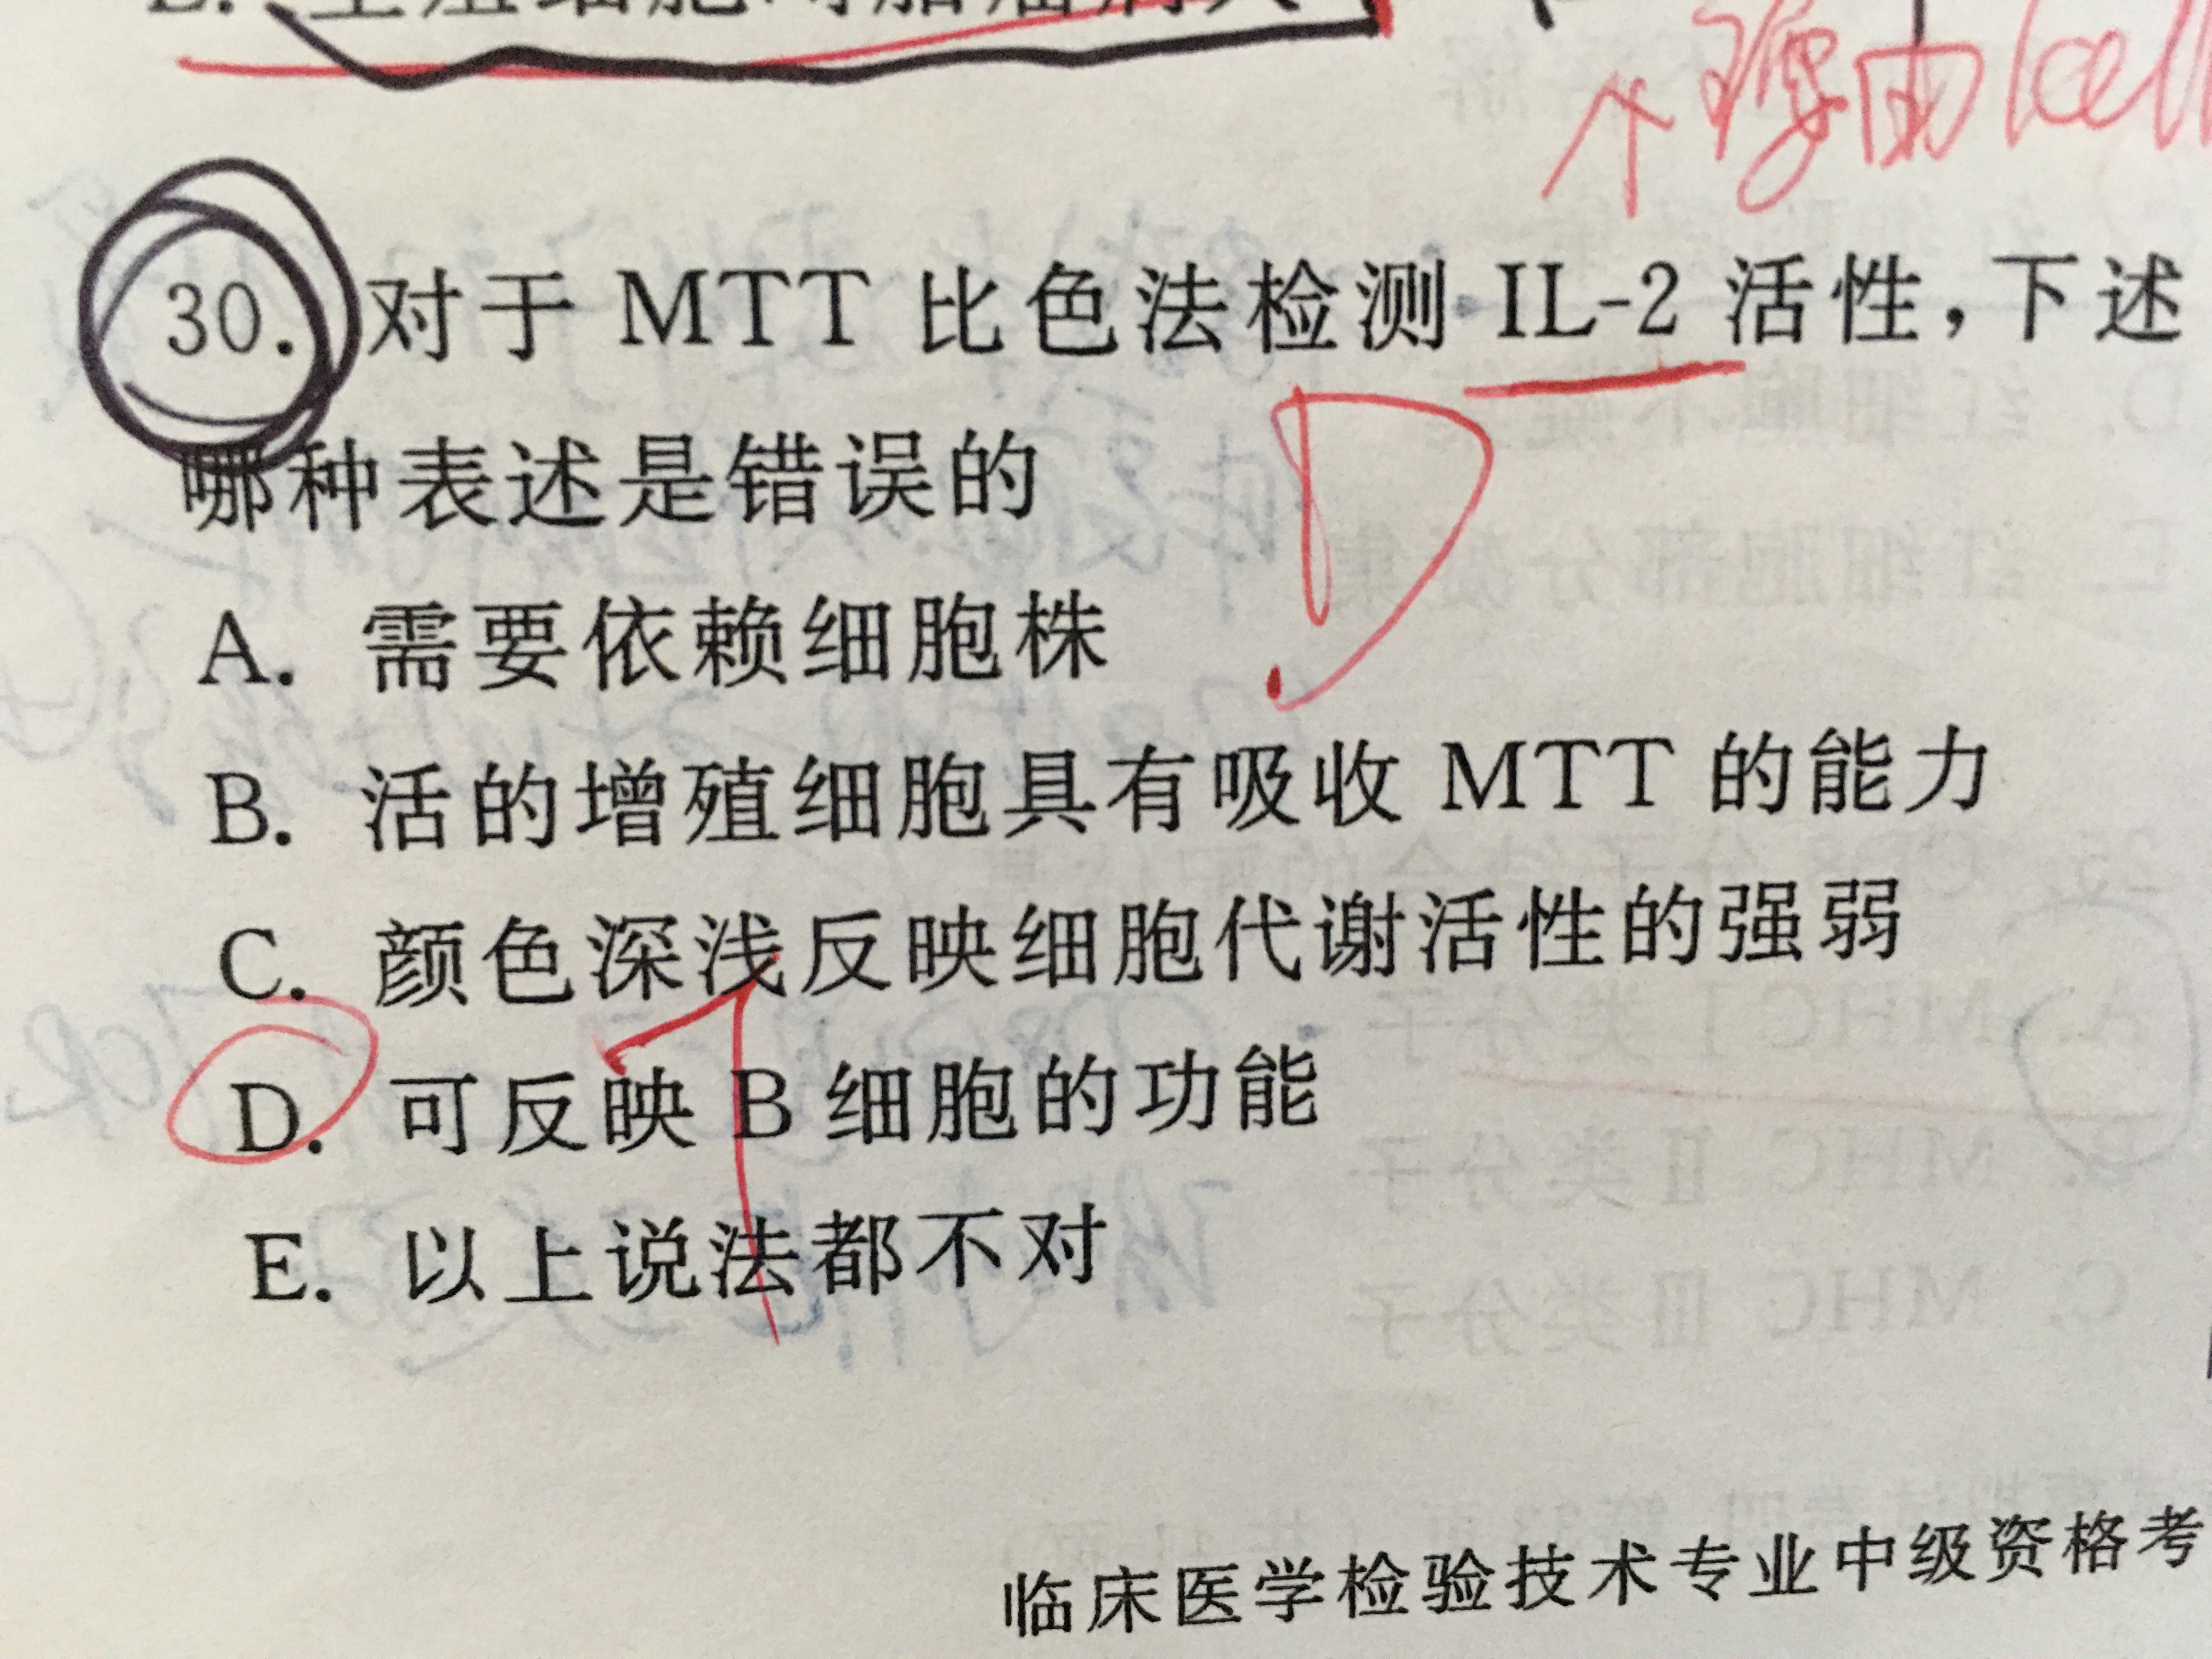 30. 对于 MTT 比色法检测 IL-2 活性，下述
哪种表述是错误的
A. 需要依赖细胞株
B. 活的增殖细胞具有吸收 MTT 的能力
C. 颜色深浅反映细胞代谢活性的强弱
D. 可反映 B 细胞的功能
E. 以上说法都不对
临床医学检验技术专业中级资格考